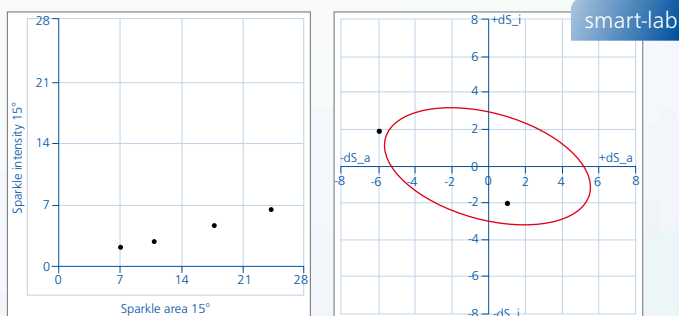 28
21
14
7
0
0 7 14 21 28
Sparkle intensity 15°
Sparkle area 15°
smart-lab
8 +dS_i
6
4
2
0
-dS_a +dS_a
-8 -6 -4 -2 0 2 4 6 8
-2
-4
-6
-8 -dS_i